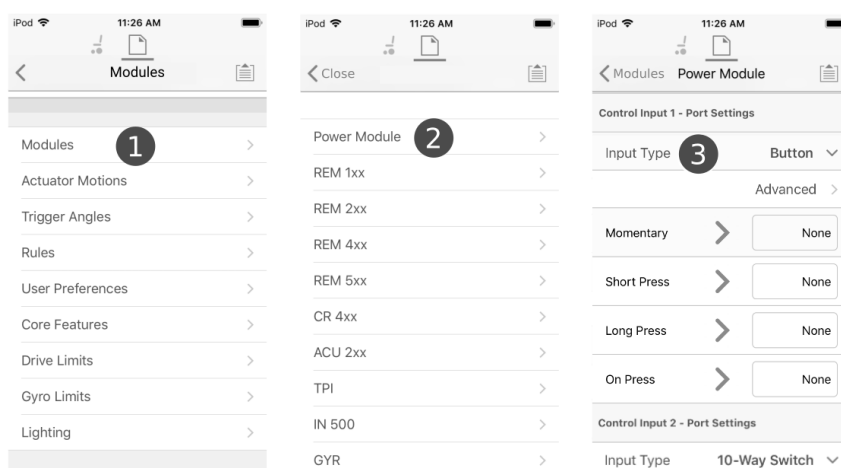 iPod 11:26 AM
Modules
Modules 1
Actuator Motions
Trigger Angles
Rules
User Preferences
Core Features
Drive Limits
Gyro Limits
Lighting
iPod 11:26 AM
Close
Power Module 2
REM 1xx
REM 2xx
REM 4xx
REM 5xx
CR 4xx
ACU 2xx
TPI
IN 500
GYR
iPod 11:26 AM
Modules Power Module
Control Input 1 - Port Settings
Input Type 3 Button
Advanced
Momentary None
Short Press None
Long Press None
On Press None
Control Input 2 - Port Settings
Input Type 10-Way Switch